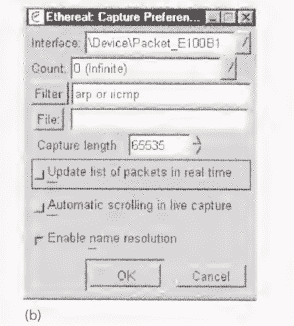 Ethereal: Capture Preferen...
Interface: \Device\Packet_E100B1
Count: 0 (Infinite)
Filter arp or icmp
File:
Capture length 65535
Update list of packets in real time
Automatic scrolling in live capture
Enable name resolution
OK Cancel
(b)